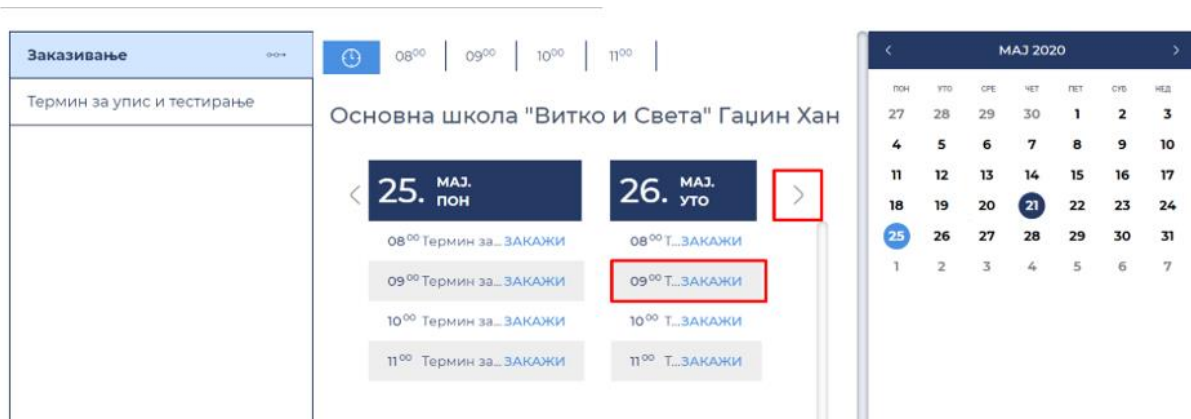 Заказивање
Термин за упис и тестирање
08⁰⁰ 09⁰⁰ 10⁰⁰ 11⁰⁰
Основна школа "Витко и Света" Гаџин Хан
25. МАЈ. ПОН
08⁰⁰ Термин за... ЗАКАЖИ
09⁰⁰ Термин за... ЗАКАЖИ
10⁰⁰ Термин за... ЗАКАЖИ
11⁰⁰ Термин за... ЗАКАЖИ
26. МАЈ. УТО
08⁰⁰ Т...ЗАКАЖИ
09⁰⁰ Т...ЗАКАЖИ
10⁰⁰ Т...ЗАКАЖИ
11⁰⁰ Т...ЗАКАЖИ
МАЈ 2020
ПОН УТО СРЕ ЧЕТ ПЕТ СУБ НЕД
27 28 29 30 1 2 3
4 5 6 7 8 9 10
11 12 13 14 15 16 17
18 19 20 21 22 23 24
25 26 27 28 29 30 31
1 2 3 4 5 6 7